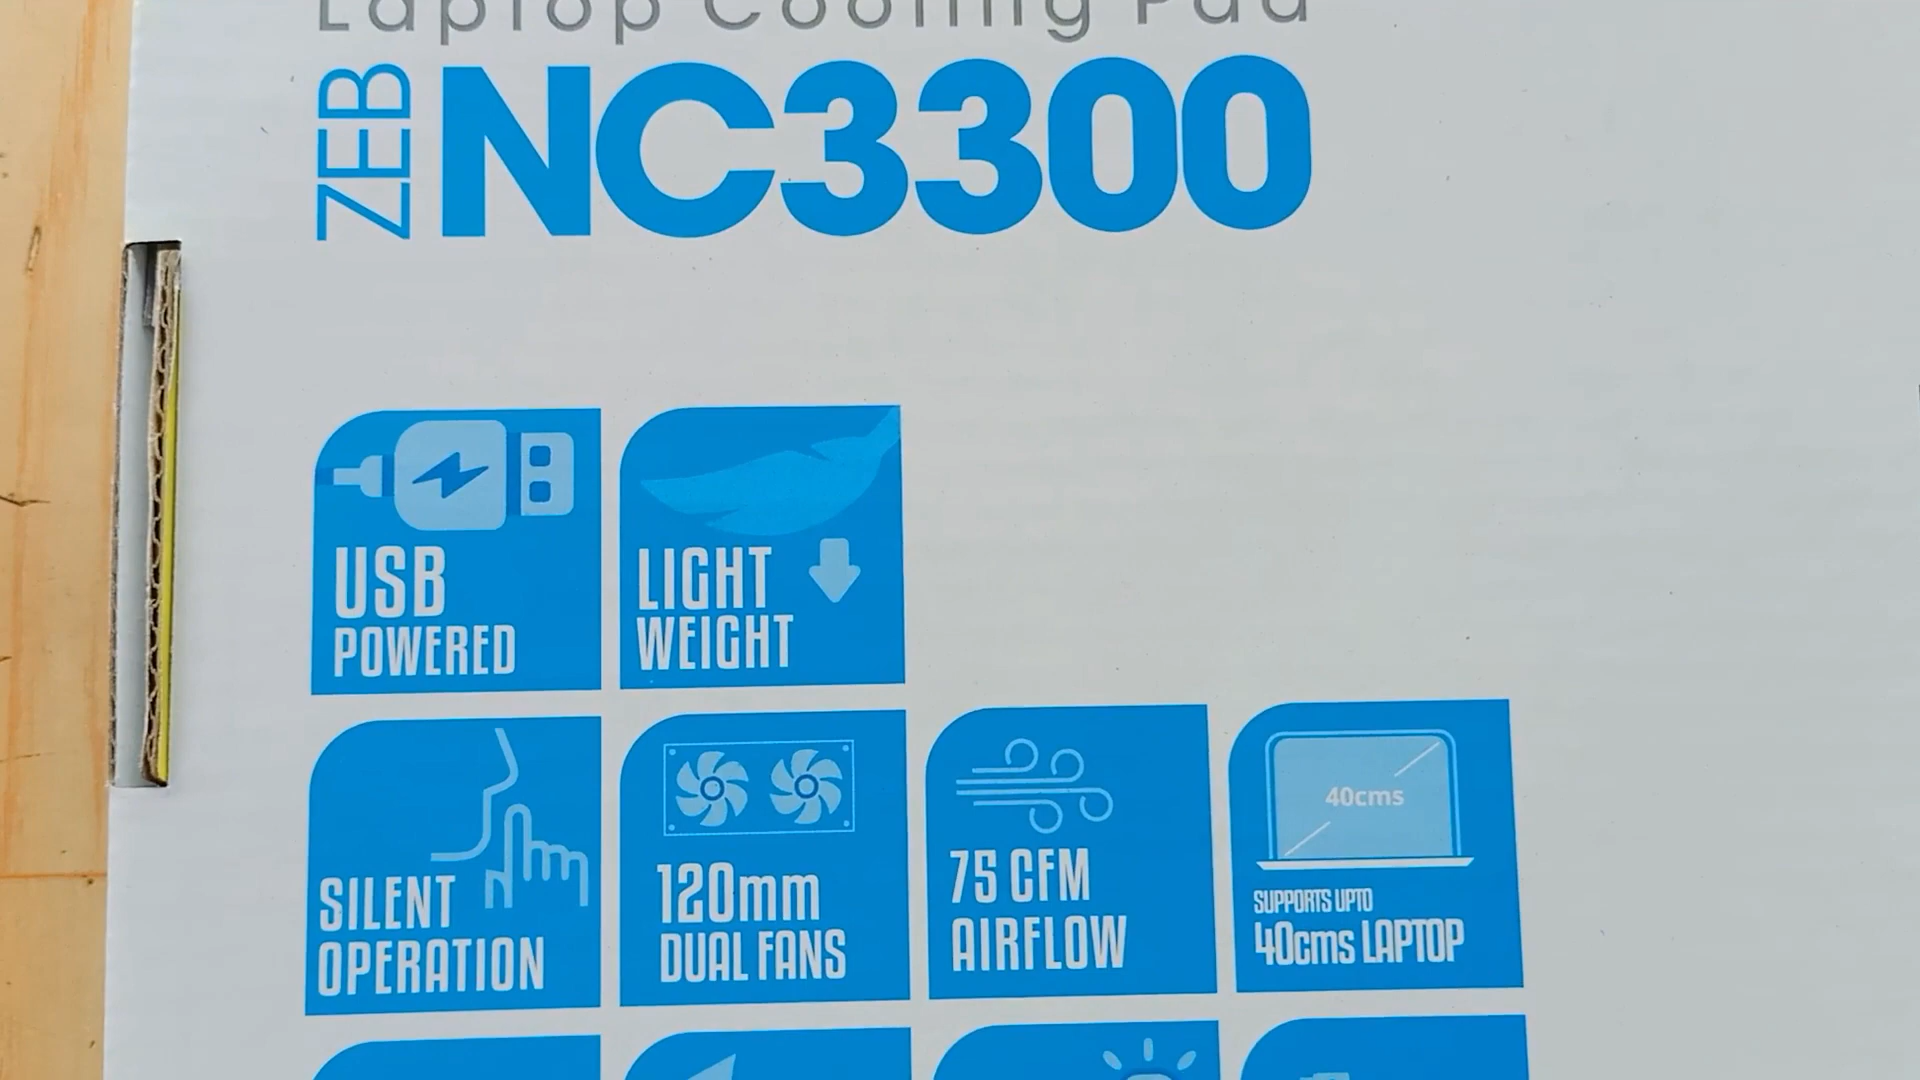 Laptop Cooling Pad
ZEB NC3300
USB
POWERED
LIGHT
WEIGHT
SILENT
OPERATION
120mm
DUAL FANS
75 CFM
AIRFLOW
40cms
SUPPORTS UPTO
40cms LAPTOP